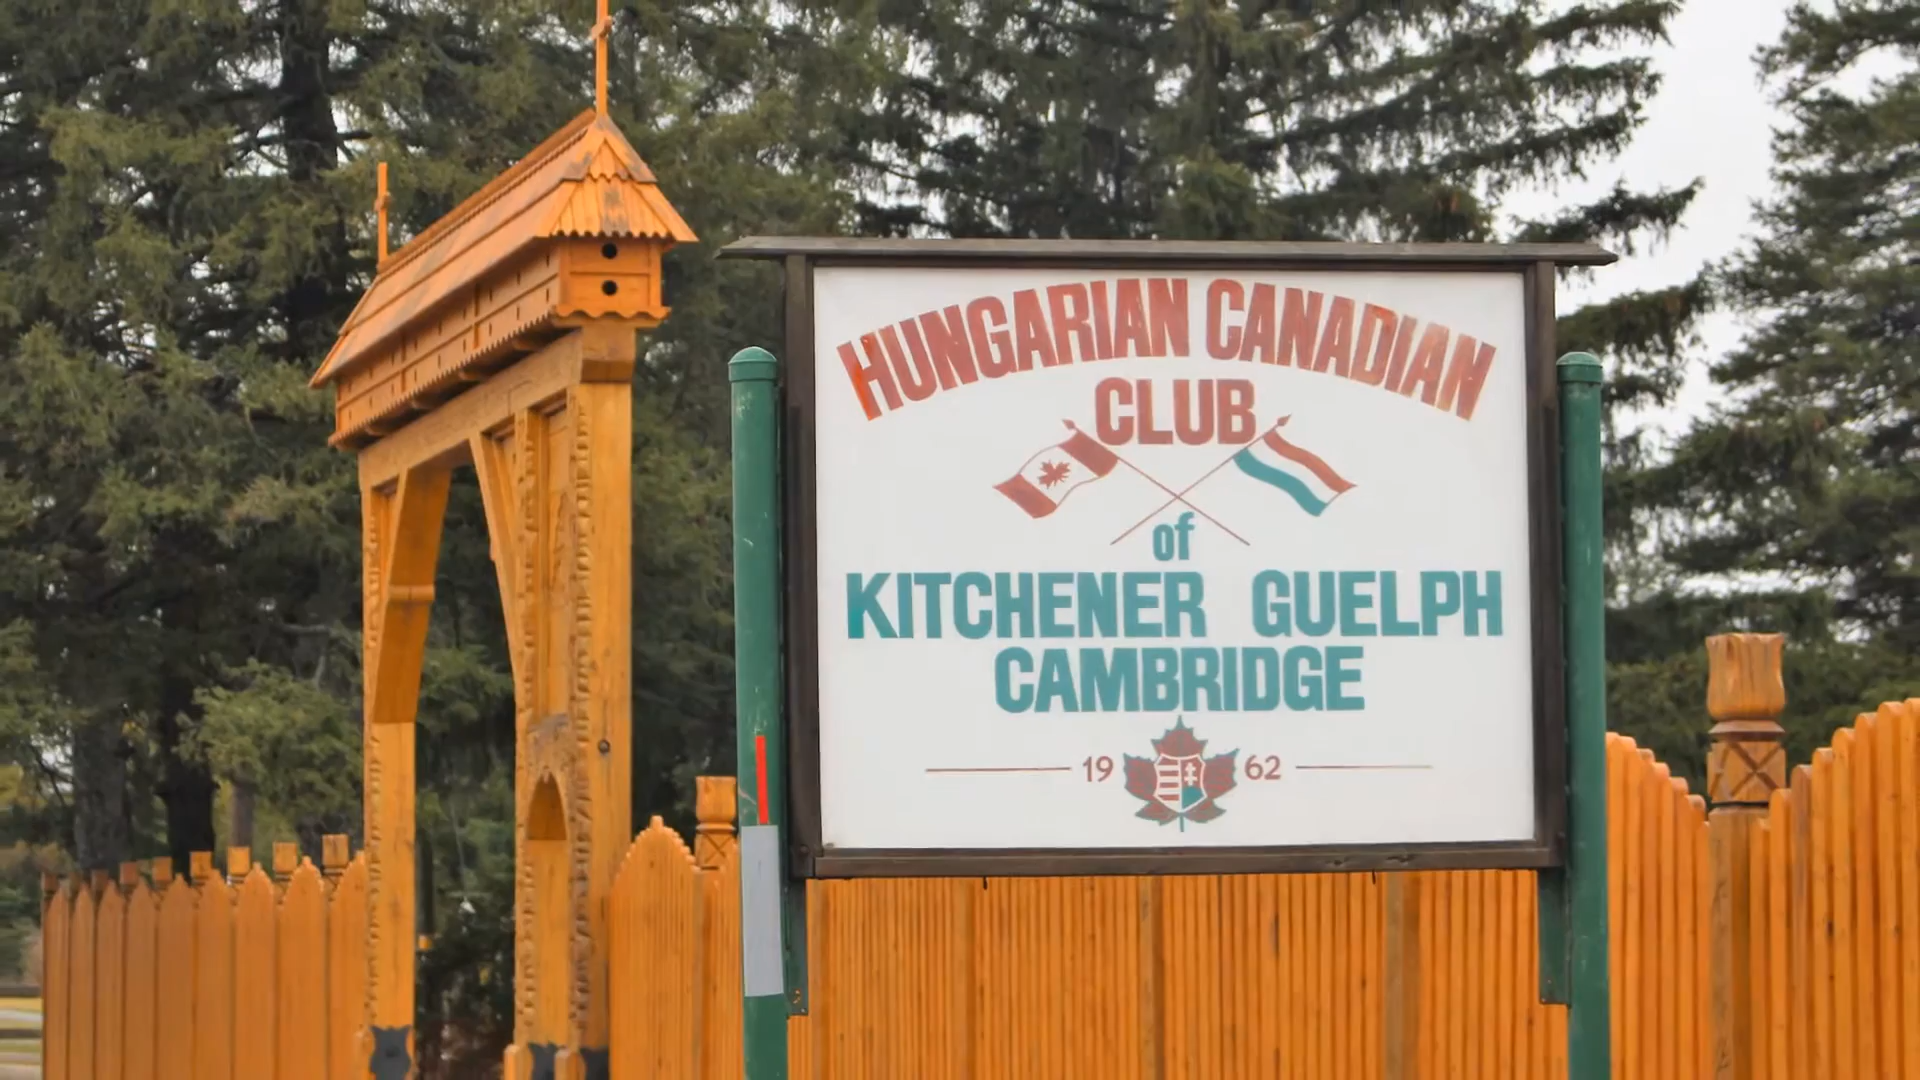 HUNGARIAN CANADIAN
CLUB
of
KITCHENER GUELPH
CAMBRIDGE
19 62